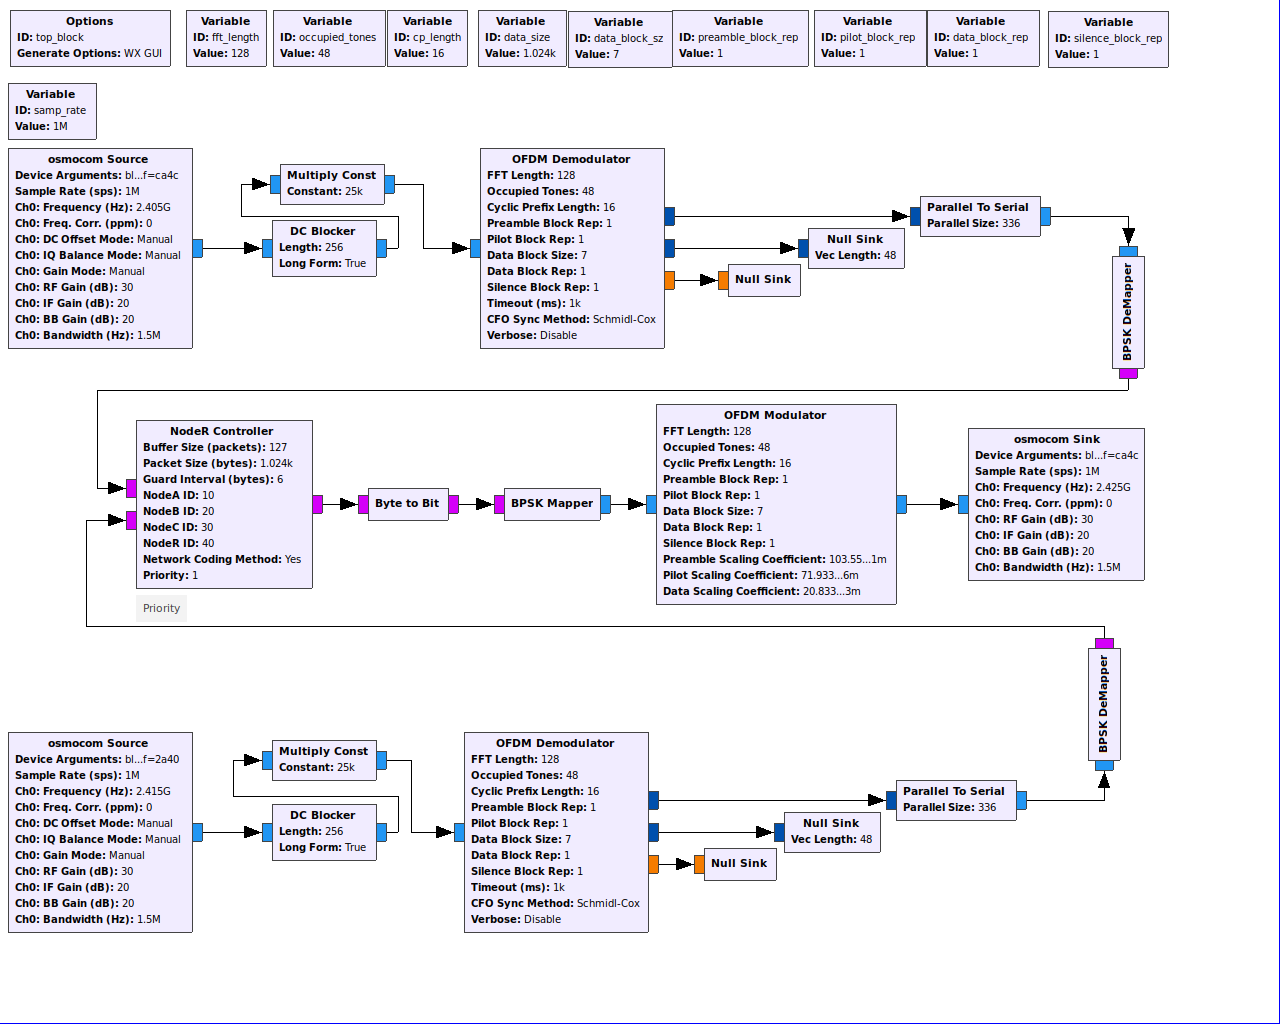 Options
ID: top_block
Generate Options: WX GUI
Variable
ID: fft_length
Value: 128
Variable
ID: occupied_tones
Value: 48
Variable
ID: cp_length
Value: 16
Variable
ID: data_size
Value: 1.024k
Variable
ID: data_block_sz
Value: 7
Variable
ID: preamble_block_rep
Value: 1
Variable
ID: pilot_block_rep
Value: 1
Variable
ID: data_block_rep
Value: 1
Variable
ID: silence_block_rep
Value: 1
Variable
ID: samp_rate
Value: 1M
osmocom Source
Device Arguments: bl...f=ca4c
Sample Rate (sps): 1M
Ch0: Frequency (Hz): 2.405G
Ch0: Freq. Corr. (ppm): 0
Ch0: DC Offset Mode: Manual
Ch0: IQ Balance Mode: Manual
Ch0: Gain Mode: Manual
Ch0: RF Gain (dB): 30
Ch0: IF Gain (dB): 20
Ch0: BB Gain (dB): 20
Ch0: Bandwidth (Hz): 1.5M
Multiply Const
Constant: 25k
DC Blocker
Length: 256
Long Form: True
OFDM Demodulator
FFT Length: 128
Occupied Tones: 48
Cyclic Prefix Length: 16
Preamble Block Rep: 1
Pilot Block Rep: 1
Data Block Size: 7
Data Block Rep: 1
Silence Block Rep: 1
Timeout (ms): 1k
CFO Sync Method: Schmidl-Cox
Verbose: Disable
Parallel To Serial
Parallel Size: 336
Null Sink
Vec Length: 48
Null Sink
BPSK DeMapper
NodeR Controller
Buffer Size (packets): 127
Packet Size (bytes): 1.024k
Guard Interval (bytes): 6
NodeA ID: 10
NodeB ID: 20
NodeC ID: 30
NodeR ID: 40
Network Coding Method: Yes
Priority: 1
Priority
Byte to Bit
BPSK Mapper
OFDM Modulator
FFT Length: 128
Occupied Tones: 48
Cyclic Prefix Length: 16
Preamble Block Rep: 1
Pilot Block Rep: 1
Data Block Size: 7
Data Block Rep: 1
Silence Block Rep: 1
Preamble Scaling Coefficient: 103.55...1m
Pilot Scaling Coefficient: 71.933...6m
Data Scaling Coefficient: 20.833...3m
osmocom Sink
Device Arguments: bl...f=ca4c
Sample Rate (sps): 1M
Ch0: Frequency (Hz): 2.425G
Ch0: Freq. Corr. (ppm): 0
Ch0: RF Gain (dB): 30
Ch0: IF Gain (dB): 20
Ch0: BB Gain (dB): 20
Ch0: Bandwidth (Hz): 1.5M
BPSK DeMapper
osmocom Source
Device Arguments: bl...f=2a40
Sample Rate (sps): 1M
Ch0: Frequency (Hz): 2.415G
Ch0: Freq. Corr. (ppm): 0
Ch0: DC Offset Mode: Manual
Ch0: IQ Balance Mode: Manual
Ch0: Gain Mode: Manual
Ch0: RF Gain (dB): 30
Ch0: IF Gain (dB): 20
Ch0: BB Gain (dB): 20
Ch0: Bandwidth (Hz): 1.5M
Multiply Const
Constant: 25k
DC Blocker
Length: 256
Long Form: True
OFDM Demodulator
FFT Length: 128
Occupied Tones: 48
Cyclic Prefix Length: 16
Preamble Block Rep: 1
Pilot Block Rep: 1
Data Block Size: 7
Data Block Rep: 1
Silence Block Rep: 1
Timeout (ms): 1k
CFO Sync Method: Schmidl-Cox
Verbose: Disable
Parallel To Serial
Parallel Size: 336
Null Sink
Vec Length: 48
Null Sink